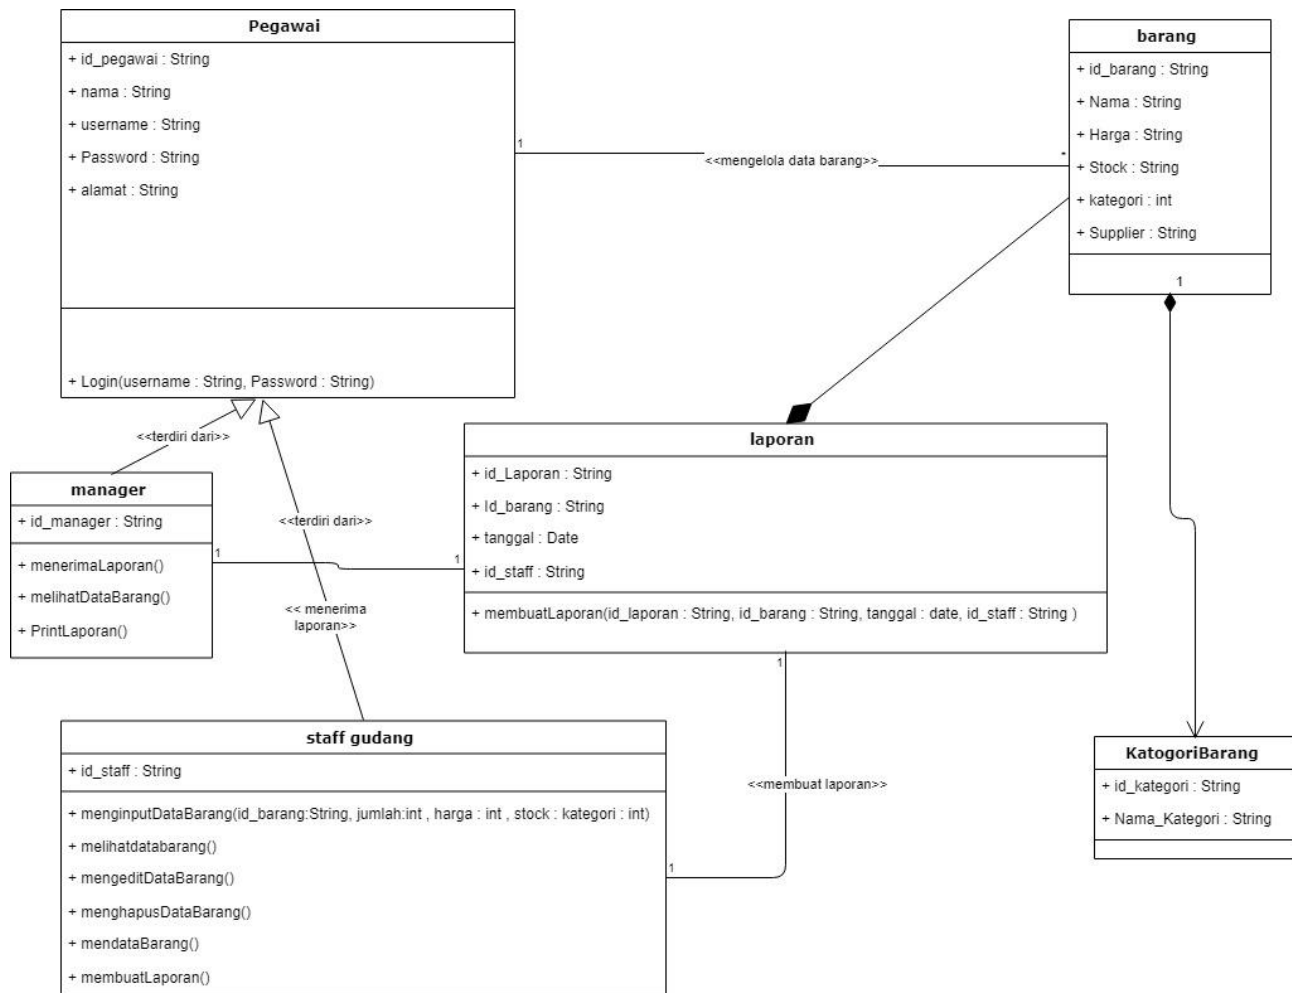 Pegawai
+ id_pegawai : String
+ nama : String
+ username : String
+ Password : String
+ alamat : String
+ Login(username : String, Password : String)
1
<<mengelola data barang>>
*
barang
+ id_barang : String
+ Nama : String
+ Harga : String
+ Stock : String
+ kategori : int
+ Supplier : String
1
<<terdiri dari>>
manager
+ id_manager : String
+ menerimaLaporan()
+ melihatDataBarang()
+ PrintLaporan()
1
1
<<terdiri dari>>
<< menerima
laporan>>
laporan
+ id_Laporan : String
+ Id_barang : String
+ tanggal : Date
+ id_staff : String
+ membuatLaporan(id_laporan : String, id_barang : String, tanggal : date, id_staff : String )
1
<<membuat laporan>>
1
staff gudang
+ id_staff : String
+ menginputDataBarang(id_barang:String, jumlah:int , harga : int , stock : kategori : int)
+ melihatdatabarang()
+ mengeditDataBarang()
+ menghapusDataBarang()
+ mendataBarang()
+ membuatLaporan()
KatogoriBarang
+ id_kategori : String
+ Nama_Kategori : String